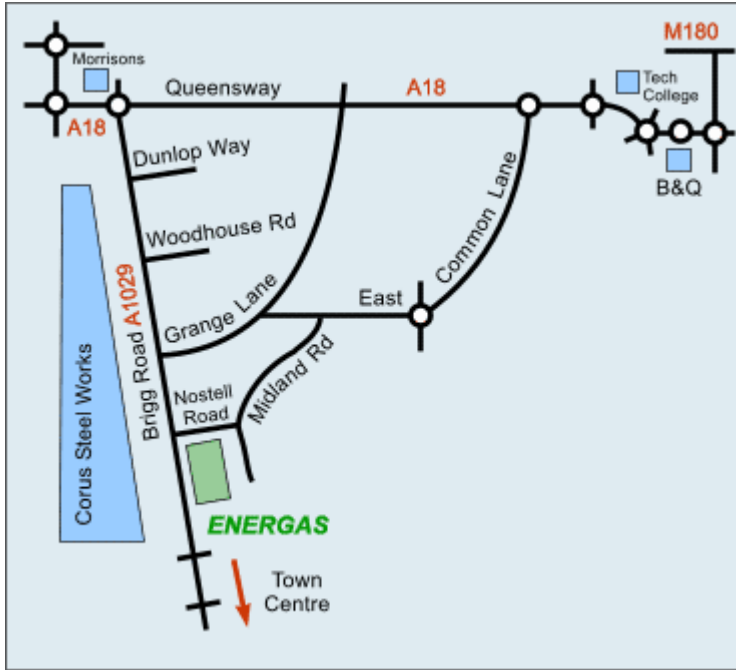 M180
Morrisons
Queensway
A18
Tech
College
A18
Dunlop Way
B&Q
Woodhouse Rd
Common Lane
East
Grange Lane
Brigg Road A1029
Midland Rd
Nostell
Road
Corus Steel Works
ENERGAS
Town
Centre